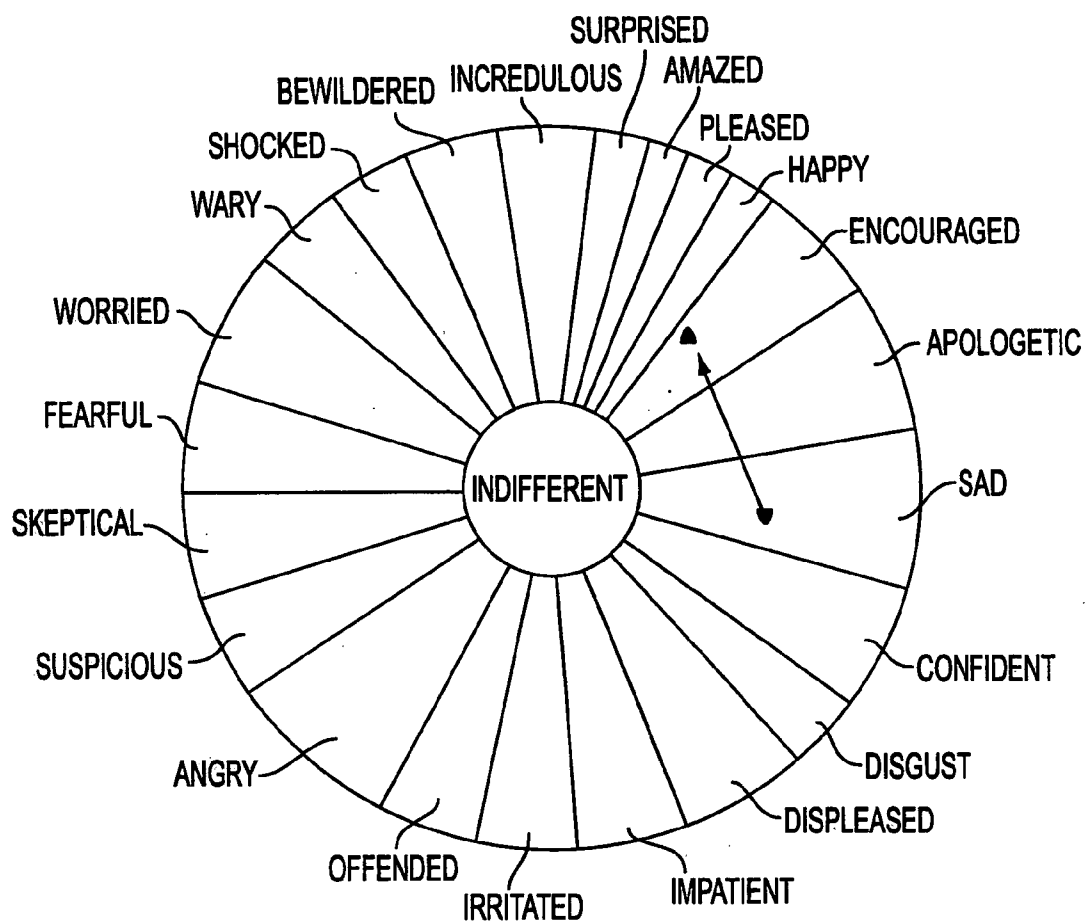 SURPRISED
AMAZED
INCREDULOUS
BEWILDERED
PLEASED
SHOCKED
HAPPY
WARY
ENCOURAGED
WORRIED
APOLOGETIC
FEARFUL
INDIFFERENT
SAD
SKEPTICAL
SUSPICIOUS
CONFIDENT
ANGRY
DISGUST
DISPLEASED
OFFENDED
IMPATIENT
IRRITATED